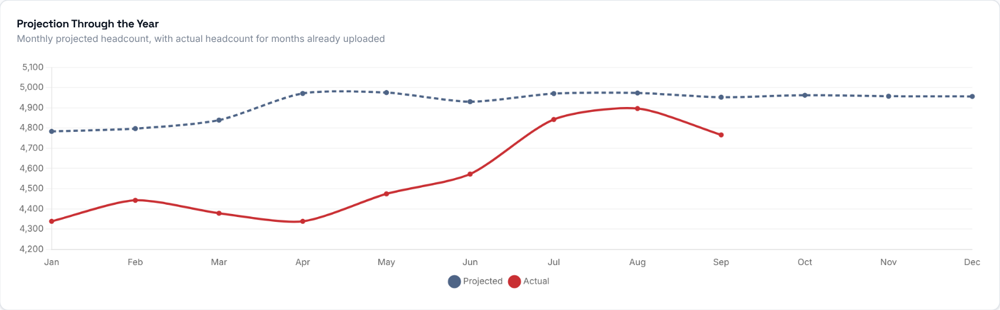 Projection Through the Year
Monthly projected headcount, with actual headcount for months already uploaded
5,100
5,000
4,900
4,800
4,700
4,600
4,500
4,400
4,300
4,200
Jan Feb Mar Apr May Jun Jul Aug Sep Oct Nov Dec
Projected Actual